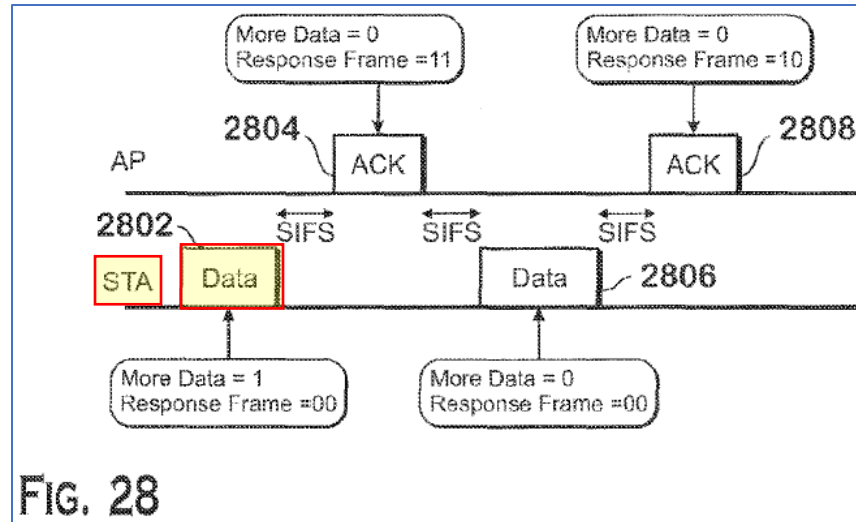 More Data = 0
Response Frame =11
More Data = 0
Response Frame =10
2804
2808
AP
ACK
ACK
SIFS
SIFS
SIFS
2802
STA
Data
Data
2806
More Data = 1
Response Frame =00
More Data = 0
Response Frame =00
FIG. 28